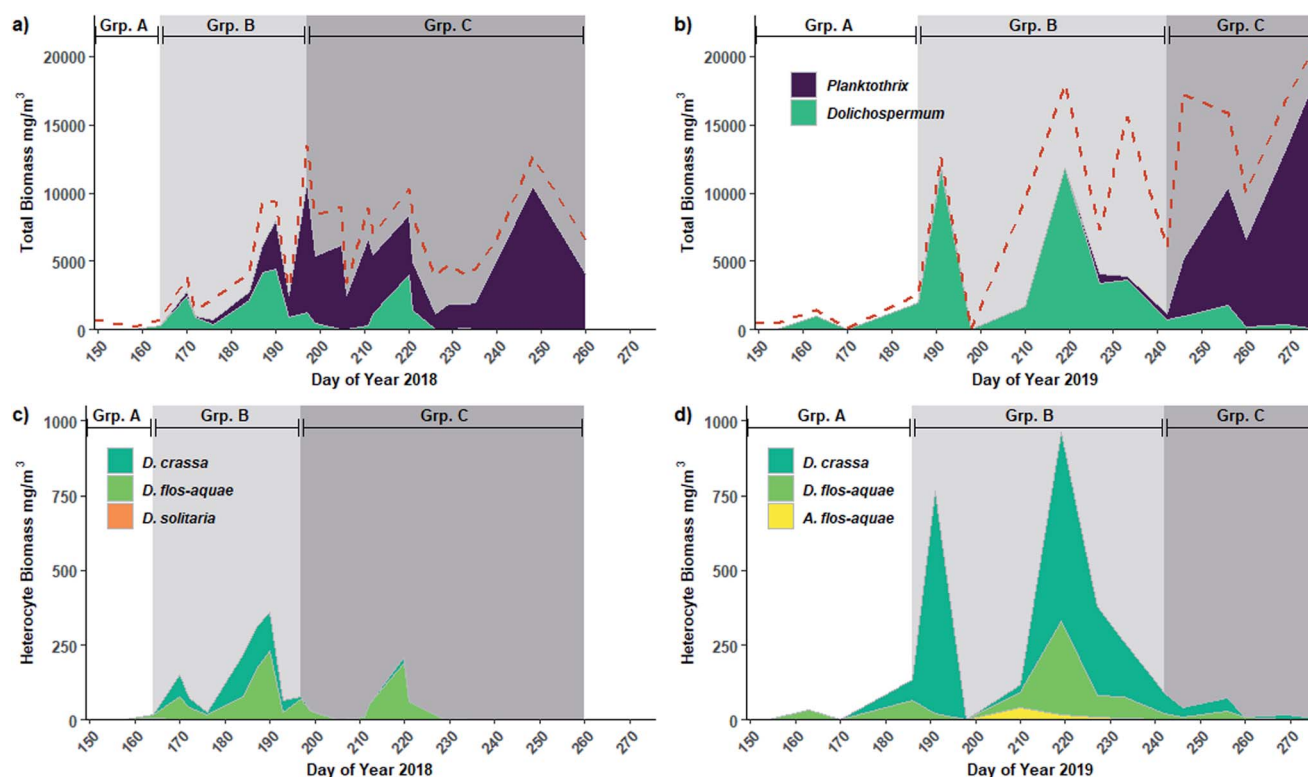 a)
Grp. A
Grp. B
Grp. C
20000
15000
10000
5000
0
Total Biomass mg/m³
150
160
170
180
190
200
210
220
230
240
250
260
270
Day of Year 2018
b)
Grp. A
Grp. B
Grp. C
Planktothrix
Dolichospermum
20000
15000
10000
5000
0
Total Biomass mg/m³
150
160
170
180
190
200
210
220
230
240
250
260
270
Day of Year 2019
c)
Grp. A
Grp. B
Grp. C
D. crassa
D. flos-aquae
D. solitaria
1000
750
500
250
0
Heterocyte Biomass mg/m³
150
160
170
180
190
200
210
220
230
240
250
260
270
Day of Year 2018
d)
Grp. A
Grp. B
Grp. C
D. crassa
D. flos-aquae
A. flos-aquae
1000
750
500
250
0
Heterocyte Biomass mg/m³
150
160
170
180
190
200
210
220
230
240
250
260
270
Day of Year 2019